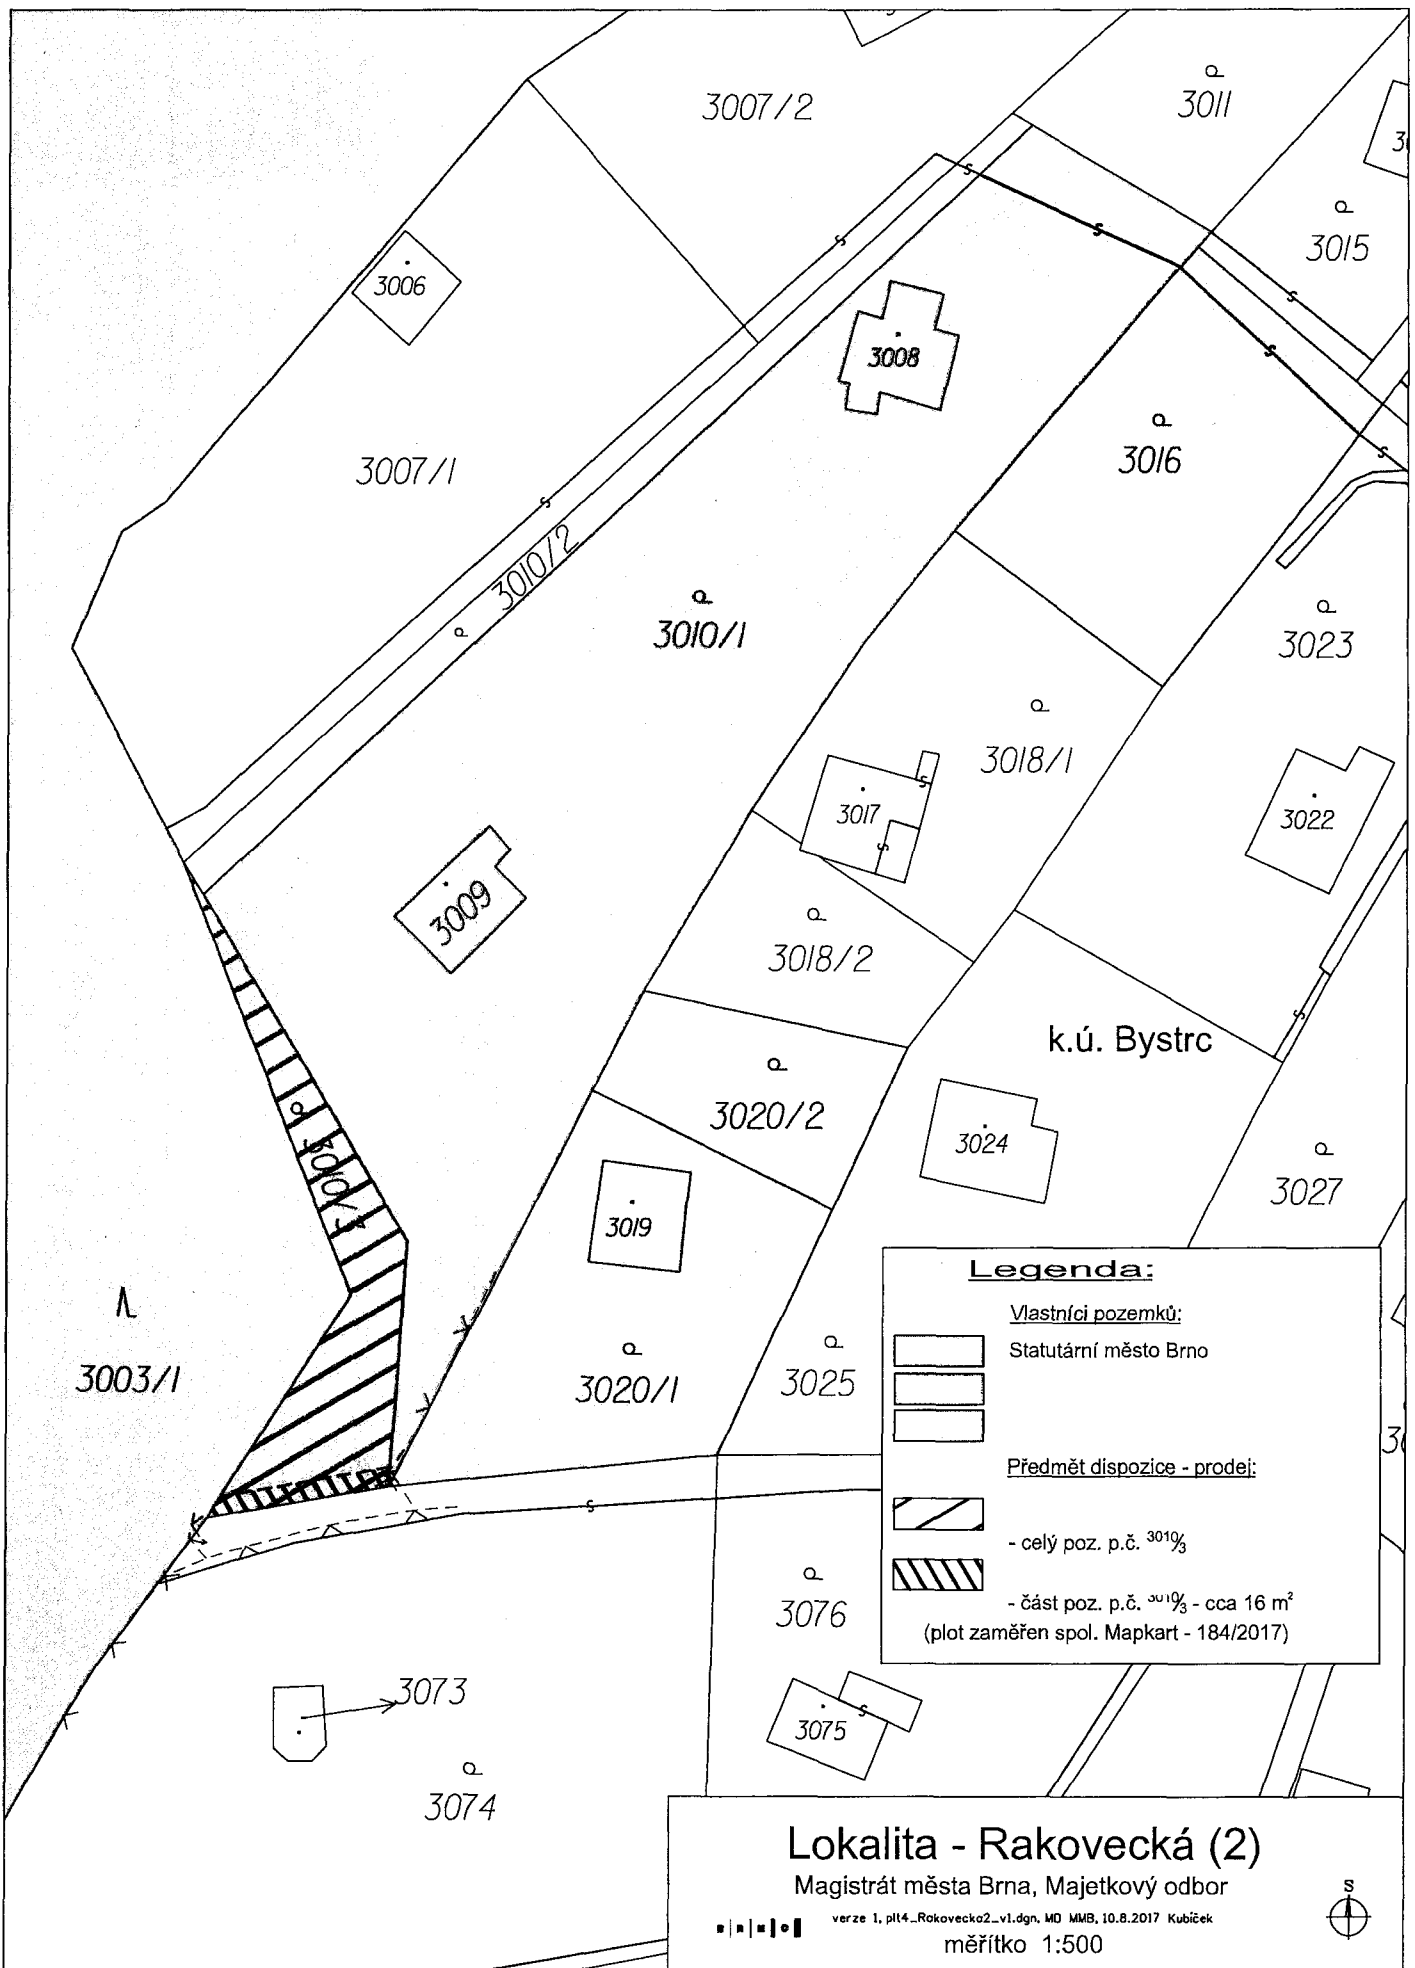 3007/2
3011
3015
3006
3008
3016
3007/1
3010/2
3010/1
3023
3018/1
3017
3022
3009
3018/2
k.ú. Bystrc
3020/2
3024
3010/3
3027
3019
3003/1
3020/1
3025
Legenda:
Vlastníci pozemků:
Statutární město Brno
Předmět dispozice - prodej:
- celý poz. p.č. 3010/3
- část poz. p.č. 3010/3 - cca 16 m²
(plot zaměřen spol. Mapkart - 184/2017)
3076
3073
3075
3074
Lokalita - Rakovecká (2)
Magistrát města Brna, Majetkový odbor
verze 1, plt4_Rakovecka2_v1.dgn, MO MMB, 10.8.2017 Kubíček
měřítko 1:500
S